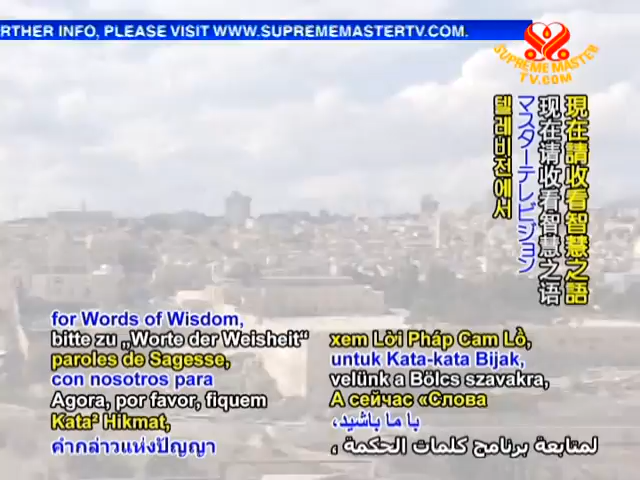 RTHER INFO, PLEASE VISIT WWW.SUPREMEMASTERTV.COM.
SUPREME MASTER
TV.COM
現在請收看智慧之語
现在请收看智慧之语
マスターテレビジョン
텔레비전에서
for Words of Wisdom,
bitte zu „Worte der Weisheit“
paroles de Sagesse,
con nosotros para
Agora, por favor, fiquem
Kata² Hikmat,
คำกล่าวแห่งปัญญา
xem Lời Pháp Cam Lồ,
untuk Kata-kata Bijak,
velünk a Bölcs szavakra,
А сейчас «Слова
با ما باشید،
لمتابعة برنامج كلمات الحكمة ،